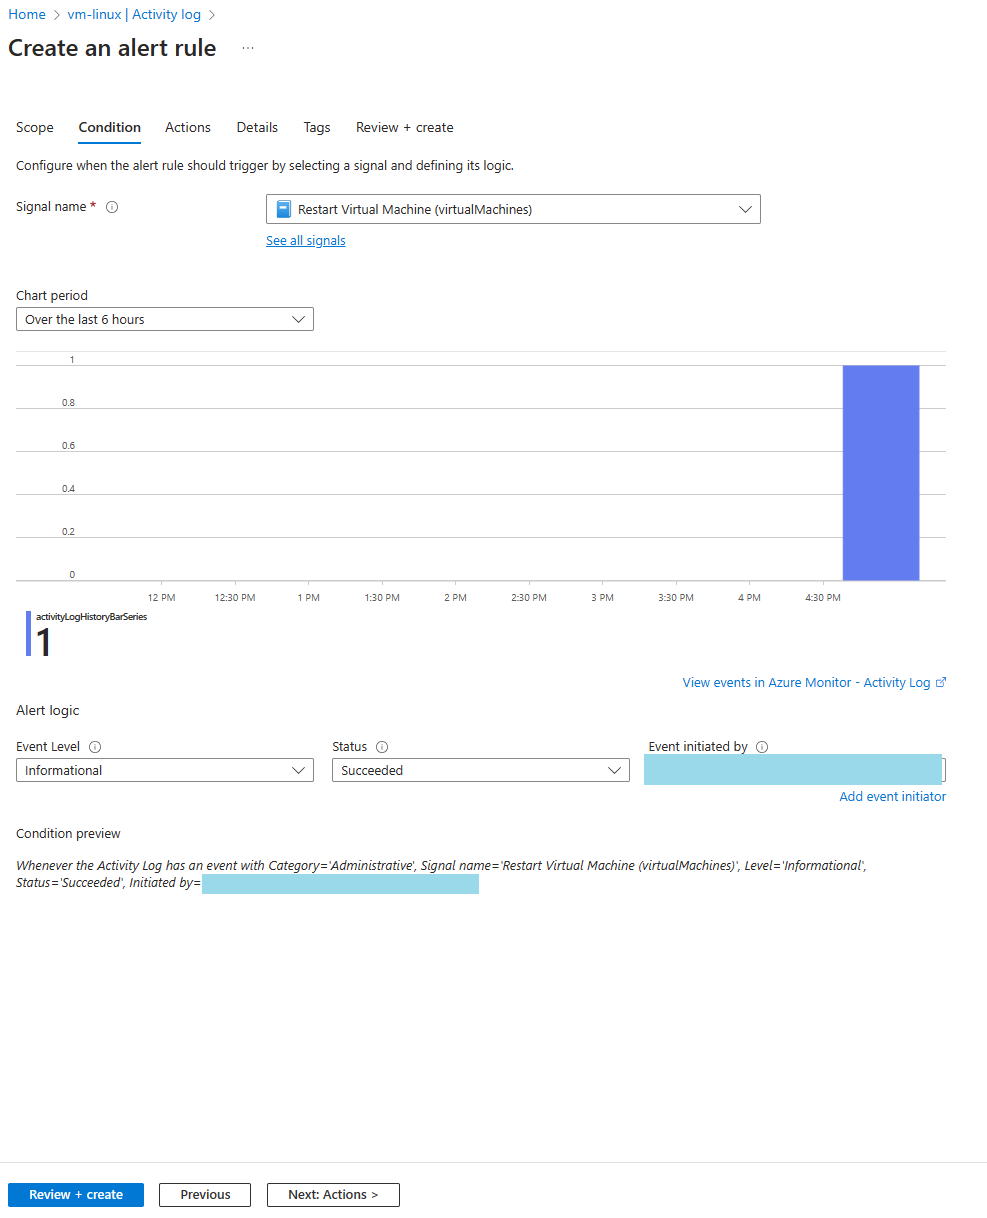 Home > vm-linux | Activity log >
Create an alert rule ...
Scope Condition Actions Details Tags Review + create
Configure when the alert rule should trigger by selecting a signal and defining its logic.
Signal name *
Restart Virtual Machine (virtualMachines)
See all signals
Chart period
Over the last 6 hours
1
0.8
0.6
0.4
0.2
0
12 PM 12:30 PM 1 PM 1:30 PM 2 PM 2:30 PM 3 PM 3:30 PM 4 PM 4:30 PM
activityLogHistoryBarSeries
1
View events in Azure Monitor - Activity Log
Alert logic
Event Level Status Event initiated by
Informational Succeeded
Add event initiator
Condition preview
Whenever the Activity Log has an event with Category='Administrative', Signal name='Restart Virtual Machine (virtualMachines)', Level='Informational',
Status='Succeeded', Initiated by=
Review + create Previous Next: Actions >